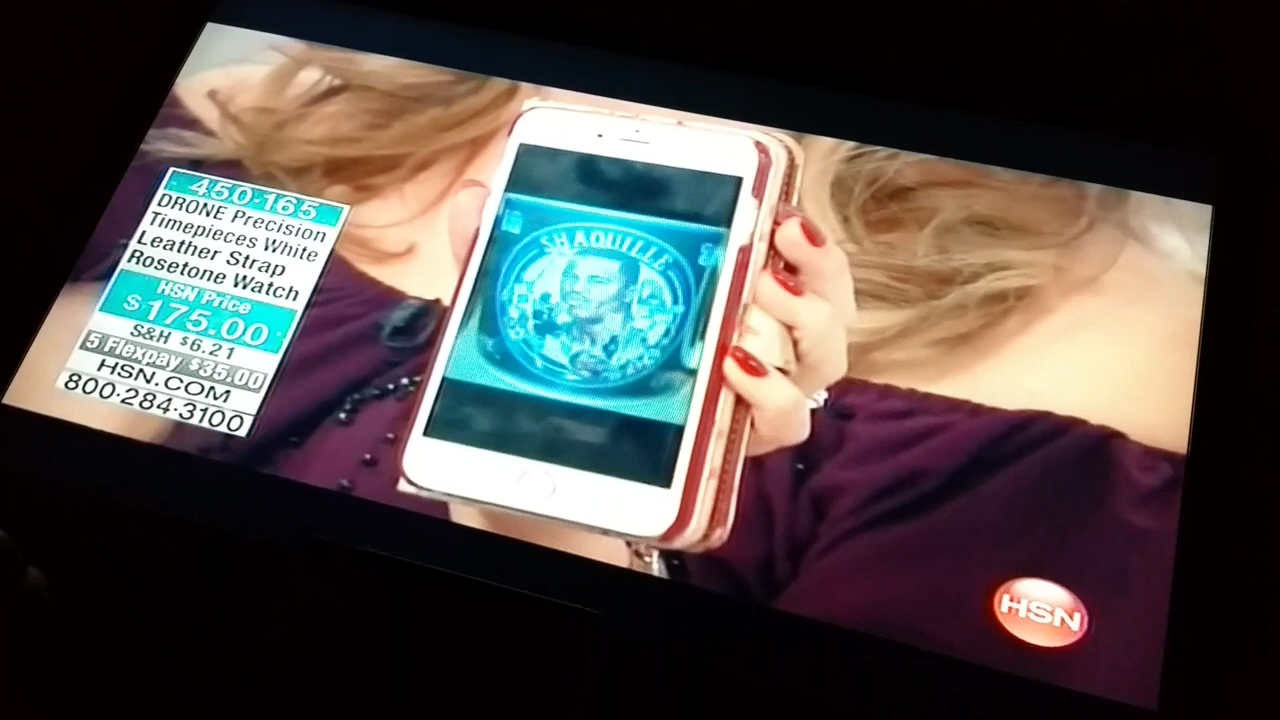 450-165
DRONE Precision
Timepieces White
Leather Strap
Rosetone Watch
HSN Price
$175.00
S&H $6.21
5 Flexpay $35.00
HSN.COM
800·284·3100
SHAQUILLE
HSN